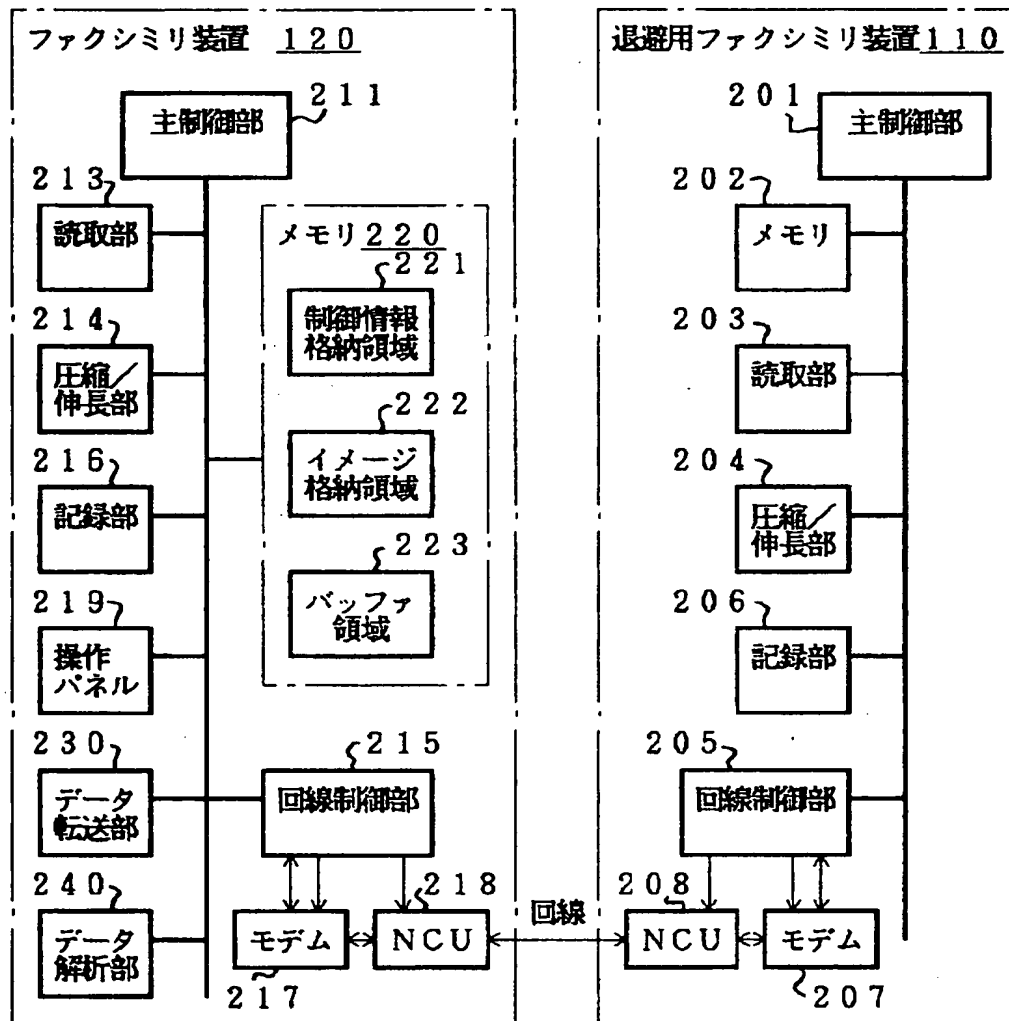 ファクシミリ装置 120
211
主制御部
213
読取部
214
圧縮/
伸長部
216
記録部
219
操作
パネル
230
データ
転送部
240
データ
解析部
メモリ 220
221
制御情報
格納領域
222
イメージ
格納領域
223
バッファ
領域
215
回線制御部
218
モデム
NCU
217
回線
退避用ファクシミリ装置110
201
主制御部
202
メモリ
203
読取部
204
圧縮/
伸長部
206
記録部
205
回線制御部
208
NCU
モデム
207